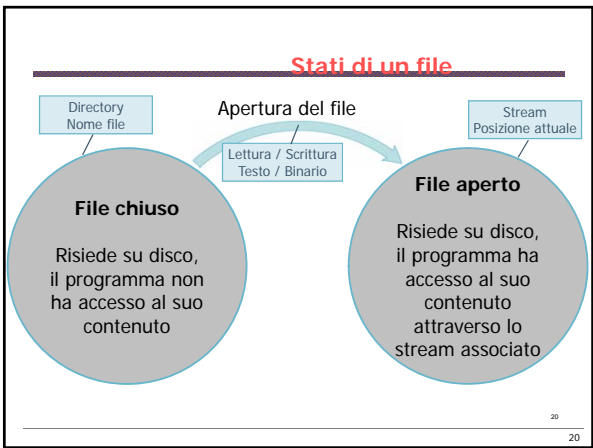 Stati di un file
Directory
Nome file
Apertura del file
Stream
Posizione attuale
Lettura / Scrittura
Testo / Binario
File chiuso
Risiede su disco,
il programma non
ha accesso al suo
contenuto
File aperto
Risiede su disco,
il programma ha
accesso al suo
contenuto
attraverso lo
stream associato
20
20